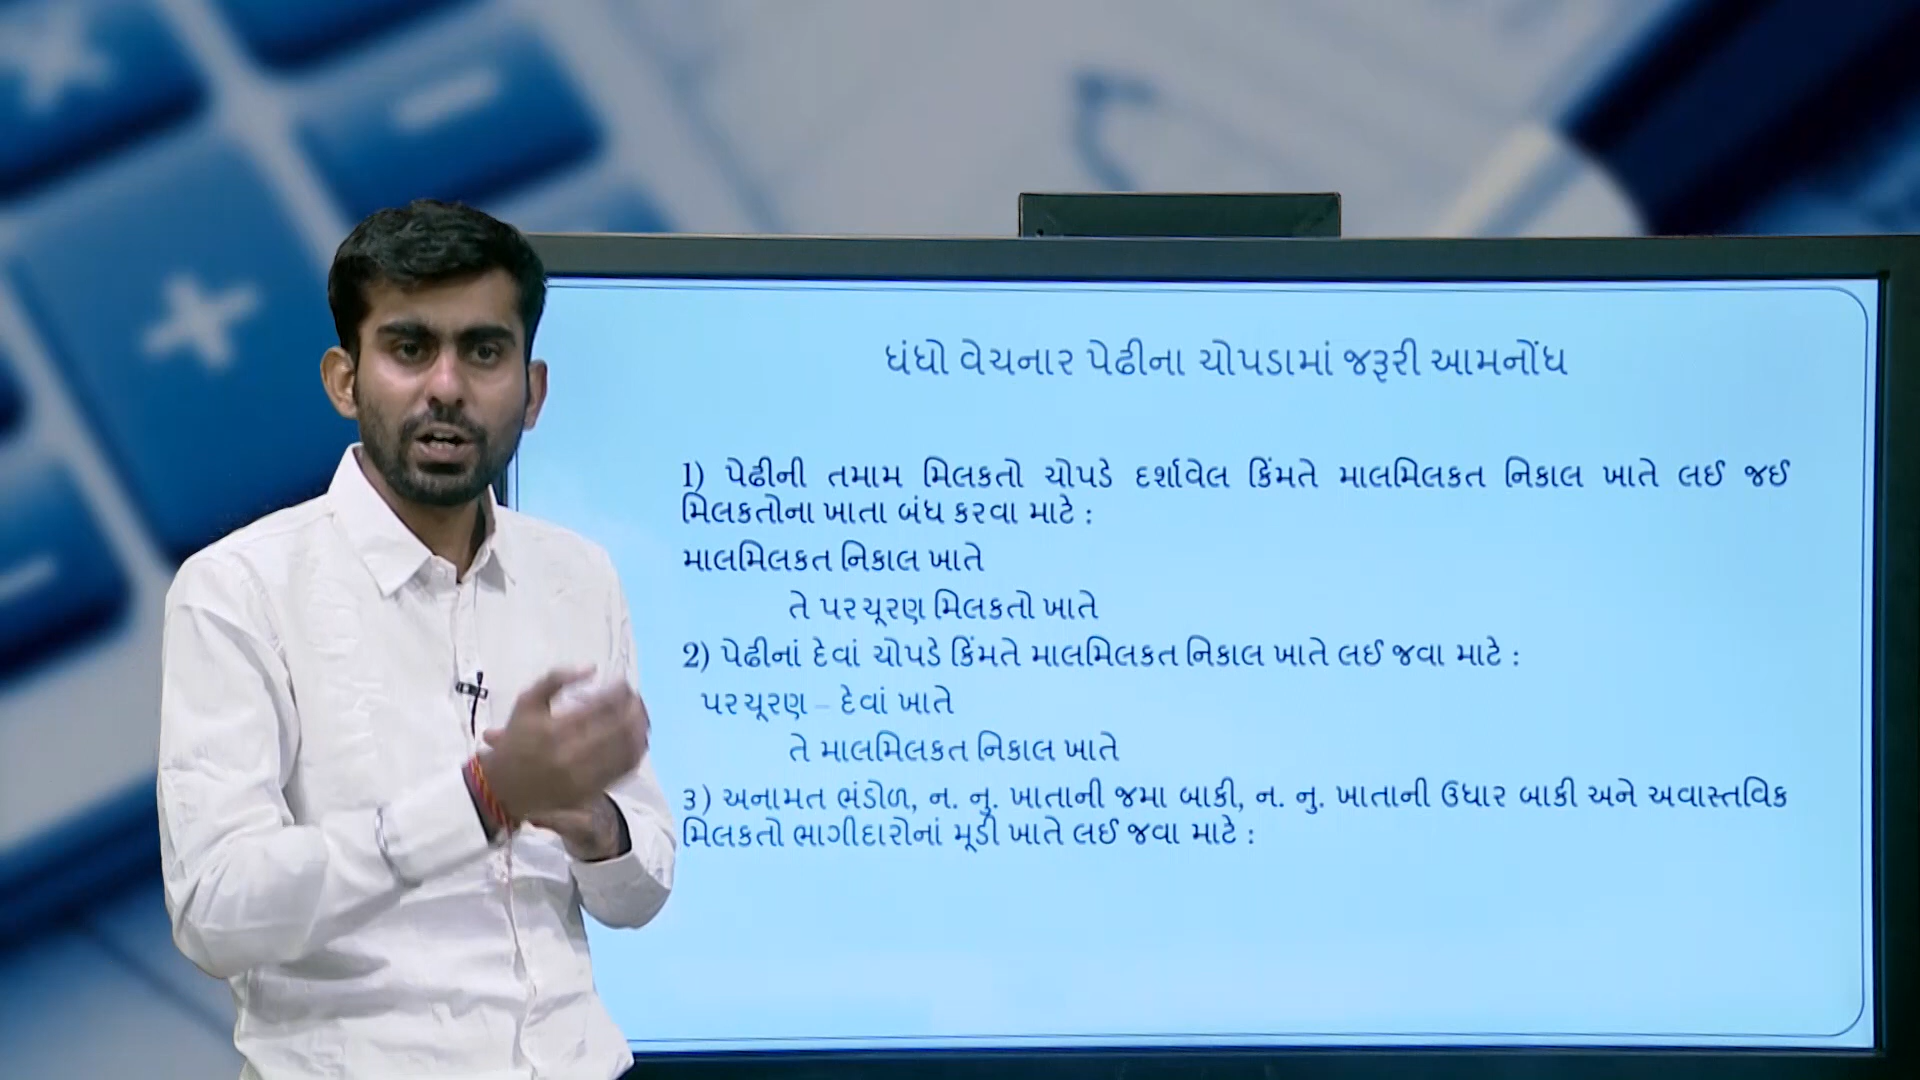 ધંધો વેચનાર પેઢીના ચોપડામાં જરૂરી આમનોંધ
1) પેઢીની તમામ મિલકતો ચોપડે દર્શાવેલ કિંમતે માલમિલકત નિકાલ ખાતે લઈ જઈ
મિલકતોના ખાતા બંધ કરવા માટે :
માલમિલકત નિકાલ ખાતે
તે પરચૂરણ મિલકતો ખાતે
2) પેઢીનાં દેવાં ચોપડે કિંમતે માલમિલકત નિકાલ ખાતે લઈ જવા માટે :
પરચૂરણ – દેવાં ખાતે
તે માલમિલકત નિકાલ ખાતે
૩) અનામત ભંડોળ, ન. નુ. ખાતાની જમા બાકી, ન. નુ. ખાતાની ઉધાર બાકી અને અવાસ્તવિક
મિલકતો ભાગીદારોનાં મૂડી ખાતે લઈ જવા માટે :